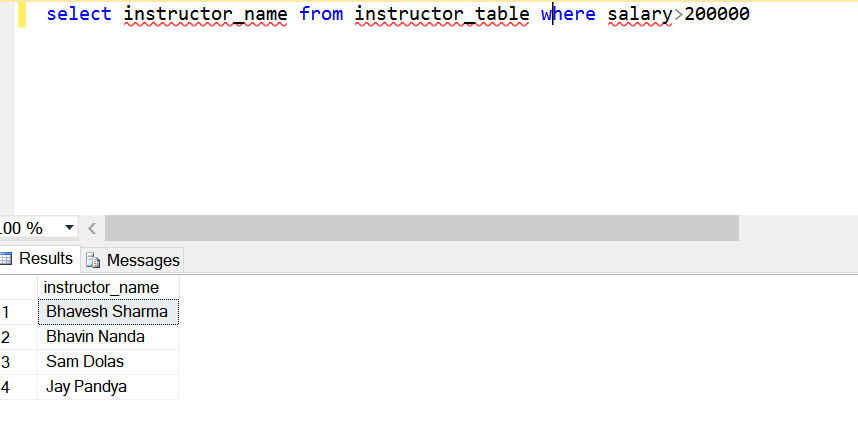 select instructor_name from instructor_table where salary>200000
.00 %
Results Messages
instructor_name
1 Bhavesh Sharma
2 Bhavin Nanda
3 Sam Dolas
4 Jay Pandya